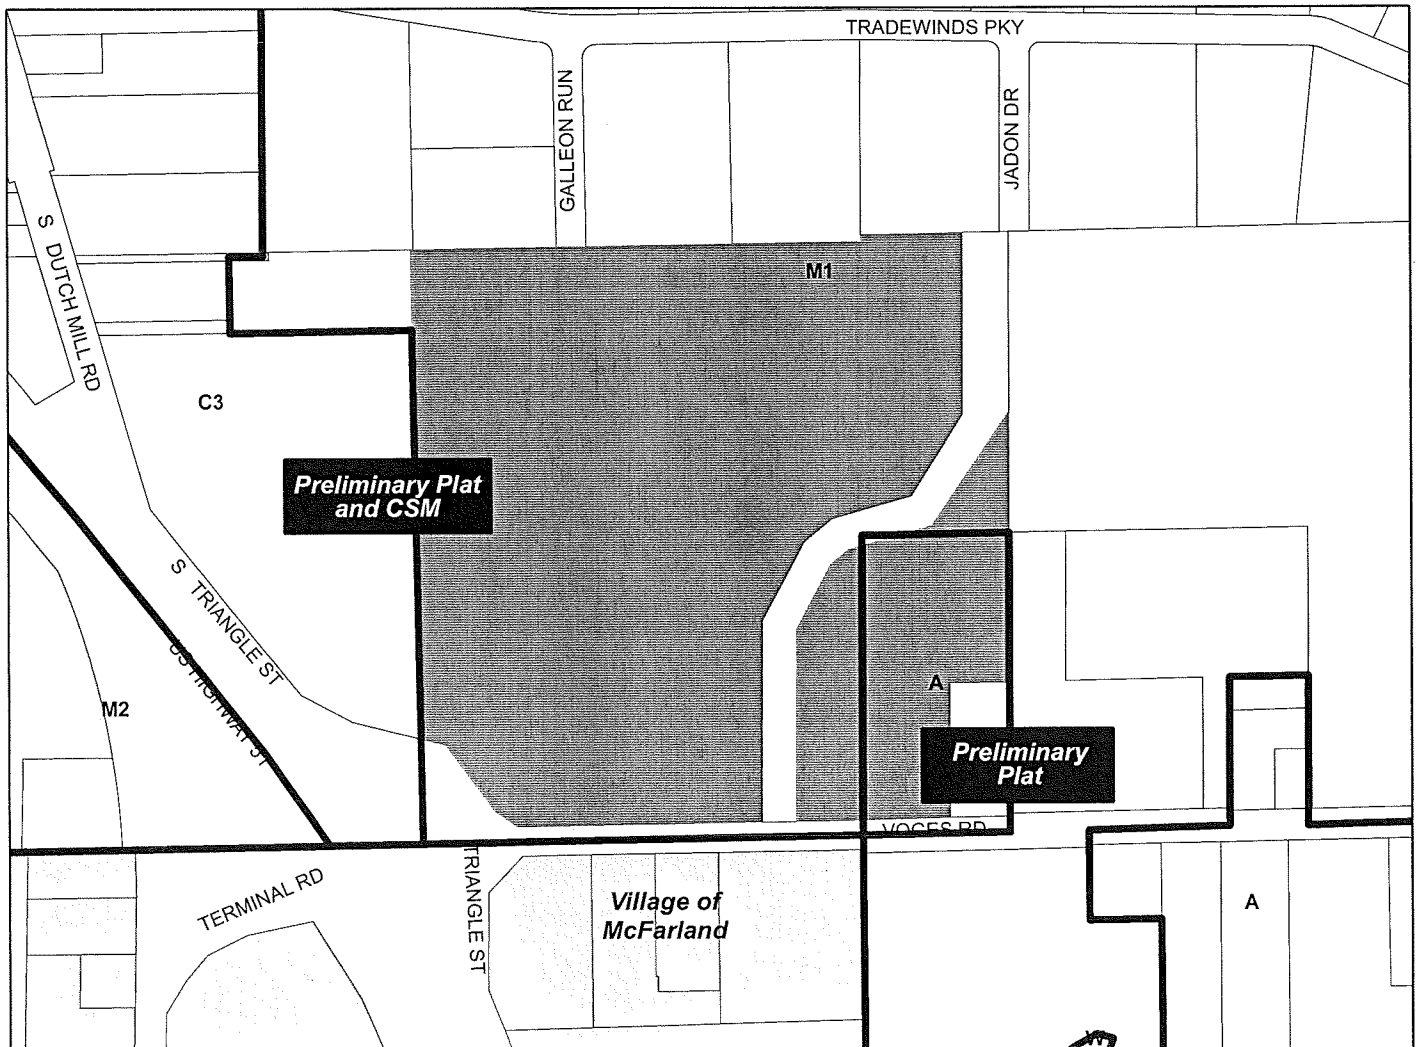 TRADEWINDS PKY
GALLEON RUN
JADON DR
M1
S DUTCH MILL RD
C3
Preliminary Plat
and CSM
S TRIANGLE ST
US HIGHWAY 51
M2
A
Preliminary
Plat
VOGES RD
TERMINAL RD
TRIANGLE ST
Village of
McFarland
A